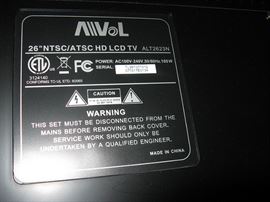 AIVOL
26"NTSC/ATSC HD LCD TV ALT2623N
POWER: AC100V-240V,50/60Hz,105W
SERIAL
3124140
CONFORMING TO UL STD. 60065
CAUTION
WARNING
THIS SET MUST BE DISCONNECTED FROM THE
MAINS BEFORE REMOVING BACK COVER.
SERVICE WORK SHOULD ONLY BE
UNDERTAKEN BY A QUALIFIED ENGINEER.
MADE IN CHINA